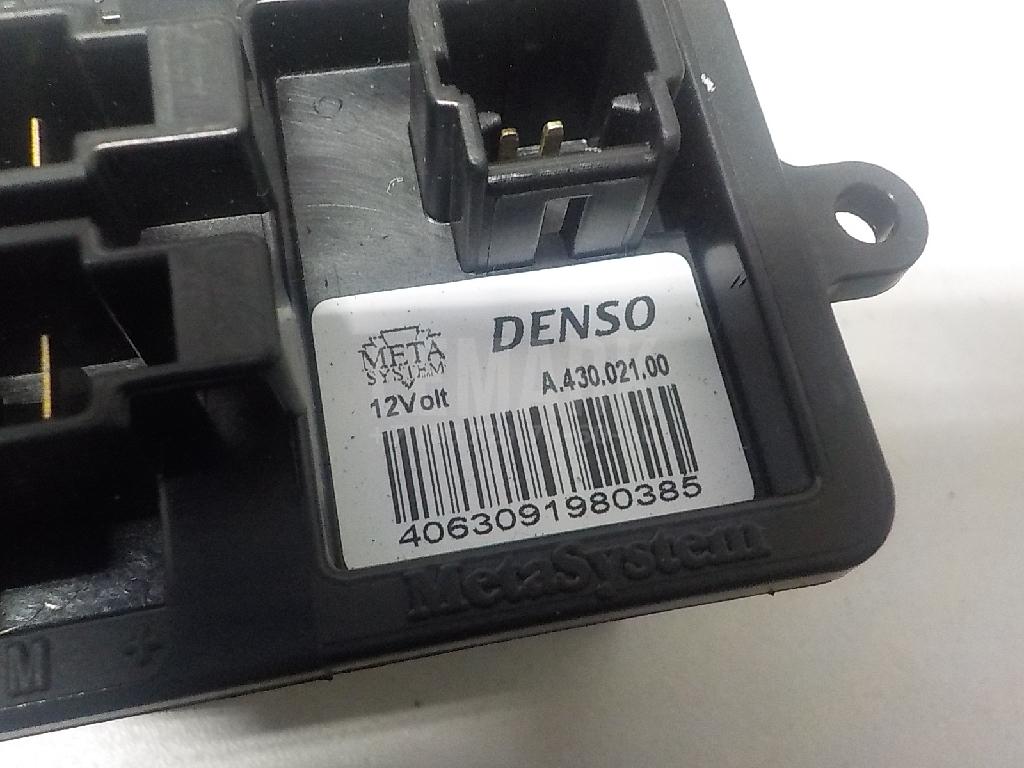 DENSO
META
SYSTEM
12Volt
A.430.021.00
4063091980385
MetaSystem
M +